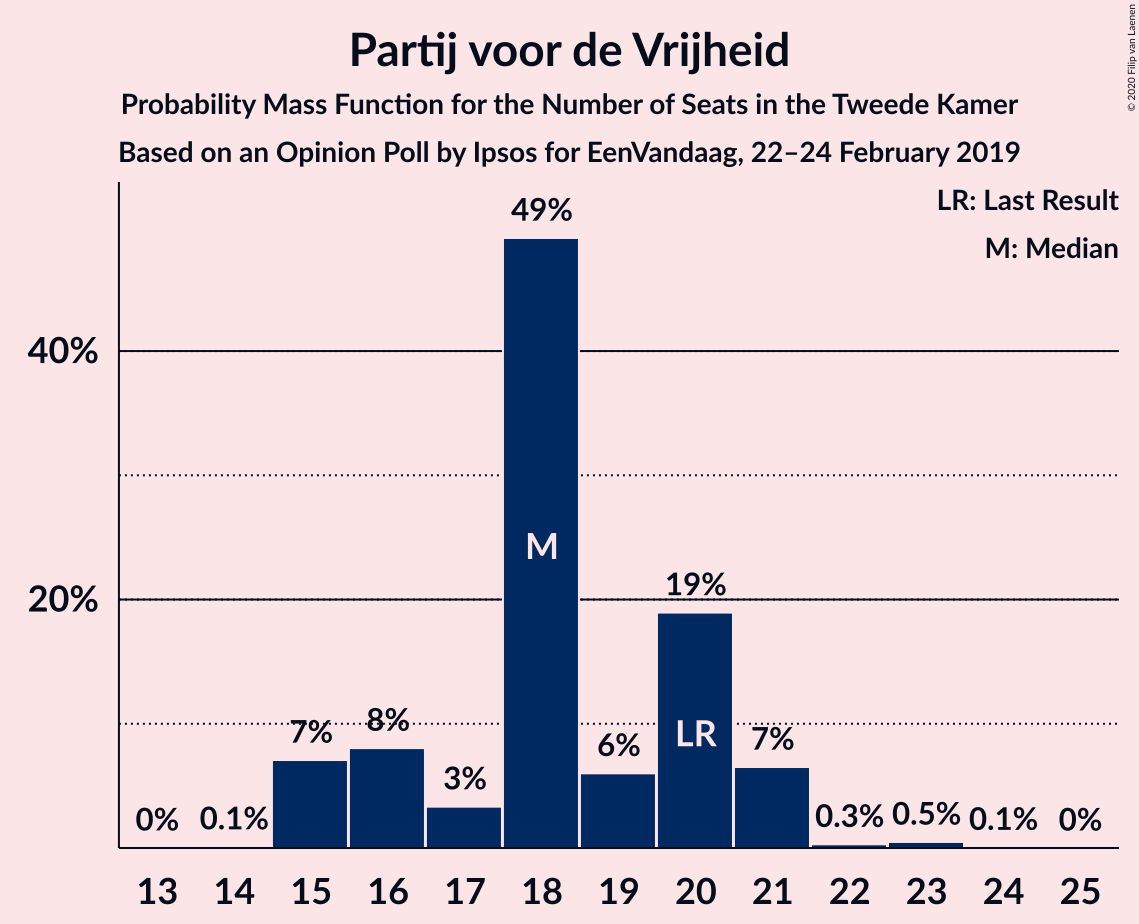 © 2020 Filip van Laenen
Partij voor de Vrijheid
Probability Mass Function for the Number of Seats in the Tweede Kamer
Based on an Opinion Poll by Ipsos for EenVandaag, 22–24 February 2019
LR: Last Result
M: Median
49%
40%
M
20%
19%
LR
7%
8%
3%
6%
7%
0%
0.1%
0.3%
0.5%
0.1%
0%
13 14 15 16 17 18 19 20 21 22 23 24 25